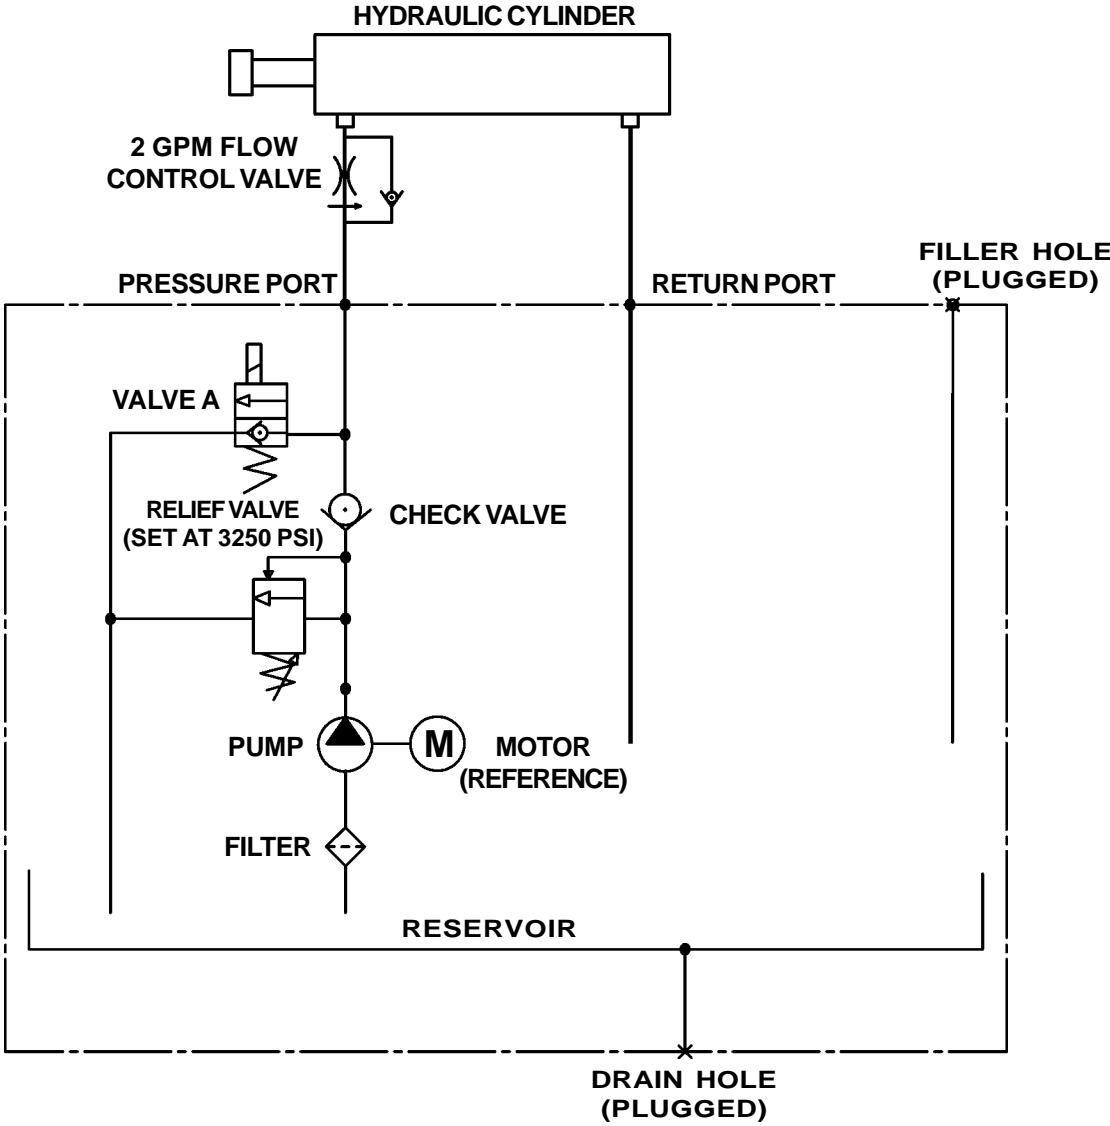 HYDRAULIC CYLINDER
2 GPM FLOW
CONTROL VALVE
FILLER HOLE
(PLUGGED)
PRESSURE PORT
RETURN PORT
VALVE A
RELIEF VALVE
(SET AT 3250 PSI)
CHECK VALVE
PUMP
M
MOTOR
(REFERENCE)
FILTER
RESERVOIR
DRAIN HOLE
(PLUGGED)